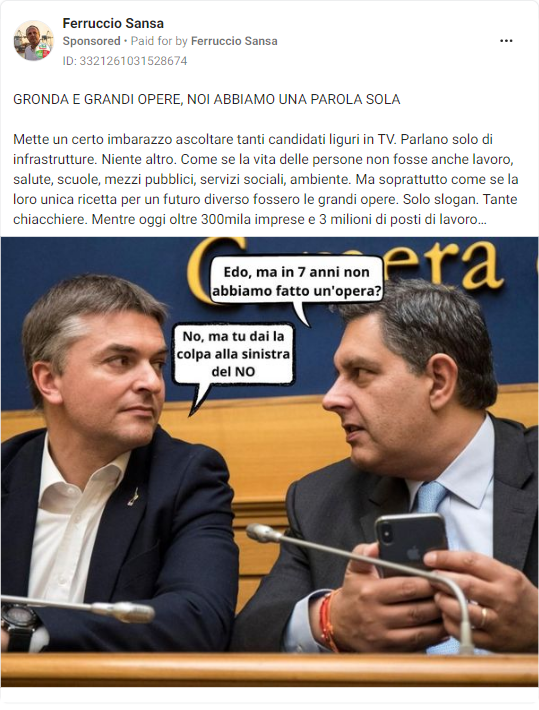 Ferruccio Sansa
Sponsored • Paid for by Ferruccio Sansa
ID: 3321261031528674
GRONDA E GRANDI OPERE, NOI ABBIAMO UNA PAROLA SOLA
Mette un certo imbarazzo ascoltare tanti candidati liguri in TV. Parlano solo di
infrastrutture. Niente altro. Come se la vita delle persone non fosse anche lavoro,
salute, scuole, mezzi pubblici, servizi sociali, ambiente. Ma soprattutto come se la
loro unica ricetta per un futuro diverso fossero le grandi opere. Solo slogan. Tante
chiacchiere. Mentre oggi oltre 300mila imprese e 3 milioni di posti di lavoro…
Edo, ma in 7 anni non
abbiamo fatto un'opera?
No, ma tu dai la
colpa alla sinistra
del NO